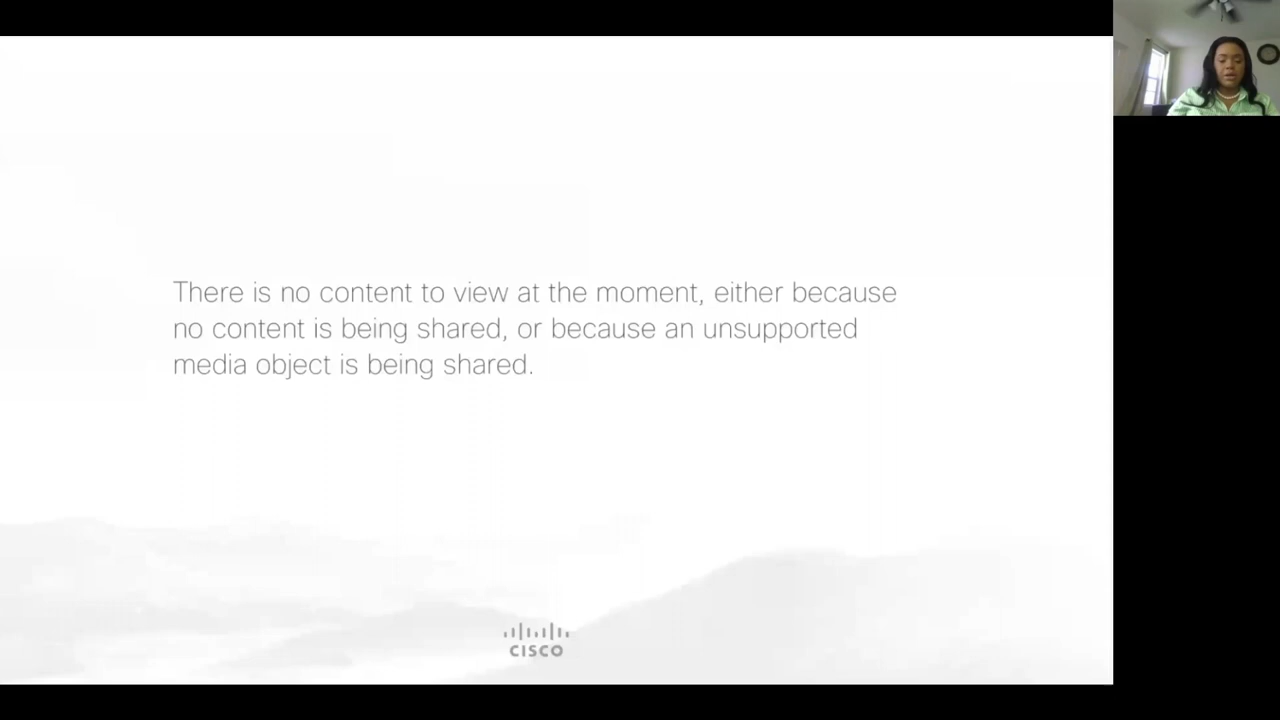 There is no content to view at the moment, either because
no content is being shared, or because an unsupported
media object is being shared.
CISCO